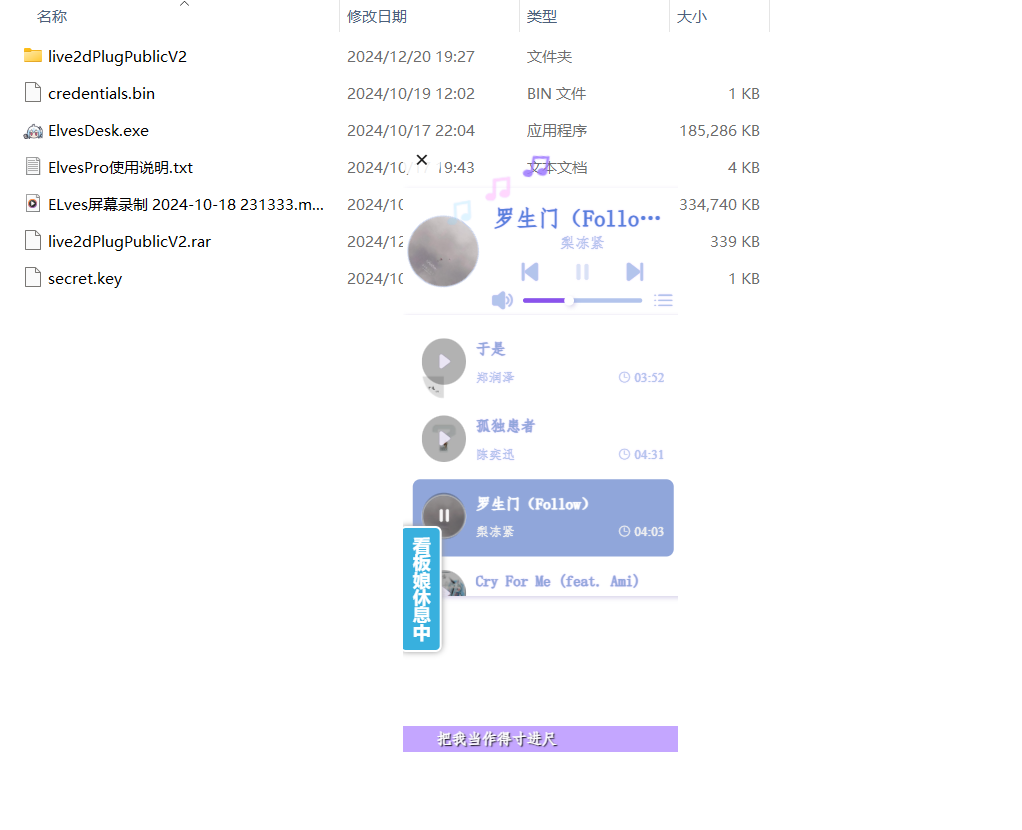 名称 修改日期 类型 大小
live2dPlugPublicV2 2024/12/20 19:27 文件夹
credentials.bin 2024/10/19 12:02 BIN 文件 1 KB
ElvesDesk.exe 2024/10/17 22:04 应用程序 185,286 KB
ElvesPro使用说明.txt 2024/10/ 19:43 文本文档 4 KB
ELves屏幕录制 2024-10-18 231333.m... 2024/10 334,740 KB
live2dPlugPublicV2.rar 2024/12 339 KB
secret.key 2024/10 1 KB
罗生门（Follo…
梨冻紧
于是
郑润泽 03:52
孤独患者
陈奕迅 04:31
罗生门（Follow）
梨冻紧 04:03
Cry For Me (feat. Ami)
看板娘休息中
把我当作得寸进尺